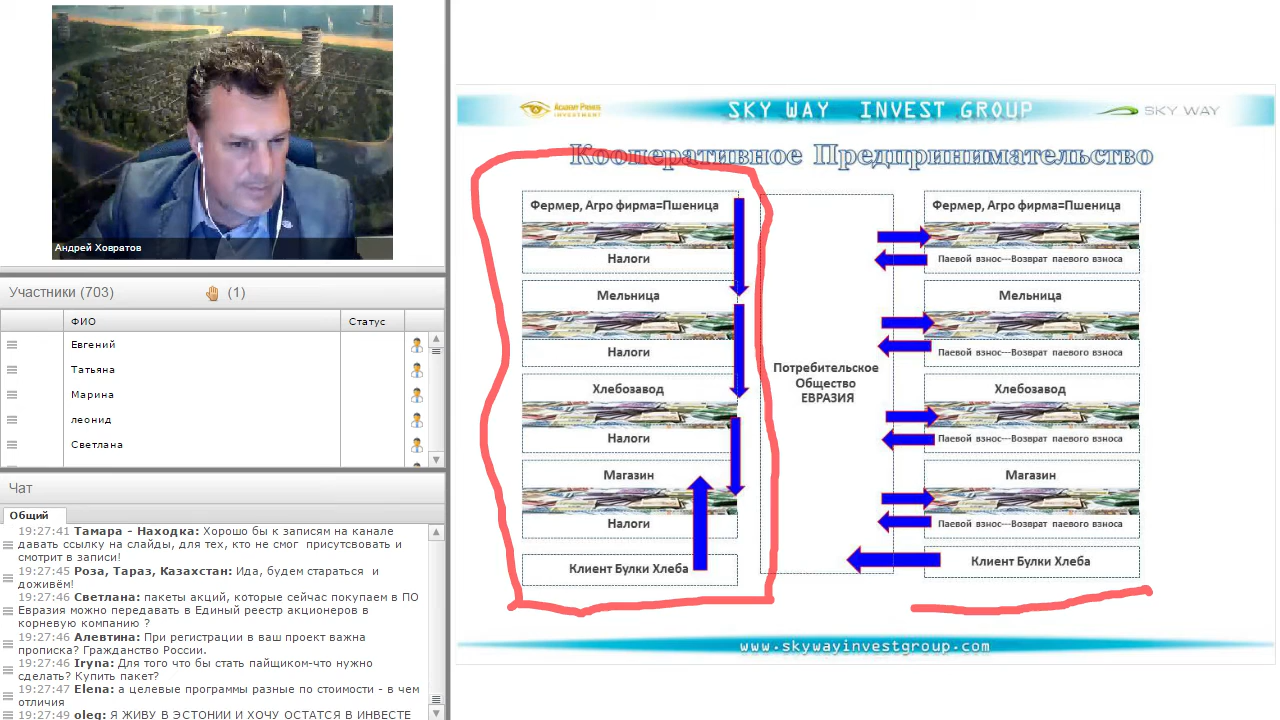 Андрей Ховратов
Участники (703)
(1)
ФИО
Статус
Евгений
Татьяна
Марина
леонид
Светлана
Чат
Общий
19:27:41 Тамара - Находка: Хорошо бы к записям на канале
давать ссылку на слайды, для тех, кто не смог присутсвовать и
смотрит в записи!
19:27:45 Роза, Тараз, Казахстан: Ида, будем стараться и
доживём!
19:27:46 Светлана: пакеты акций, которые сейчас покупаем в ПО
Евразия можно передавать в Единый реестр акционеров в
корневую компанию ?
19:27:46 Алевтина: При регистрации в ваш проект важна
прописка? Гражданство России.
19:27:46 Iryna: Для того что бы стать пайщиком-что нужно
сделать? Купить пакет?
19:27:47 Elena: а целевые программы разные по стоимости - в чем
отличия
19:27:49 oleg: Я ЖИВУ В ЭСТОНИИ И ХОЧУ ОСТАТСЯ В ИНВЕСТЕ
INVESTMENT
SKY WAY INVEST GROUP
SKY WAY
Кооперативное Предпринимательство
Фермер, Агро фирма=Пшеница
Налоги
Мельница
Налоги
Хлебозавод
Налоги
Магазин
Налоги
Клиент Булки Хлеба
Потребительское
Общество
ЕВРАЗИЯ
Фермер, Агро фирма=Пшеница
Паевой взнос---Возврат паевого взноса
Мельница
Паевой взнос---Возврат паевого взноса
Хлебозавод
Паевой взнос---Возврат паевого взноса
Магазин
Паевой взнос---Возврат паевого взноса
Клиент Булки Хлеба
www.skywayinvestgroup.com